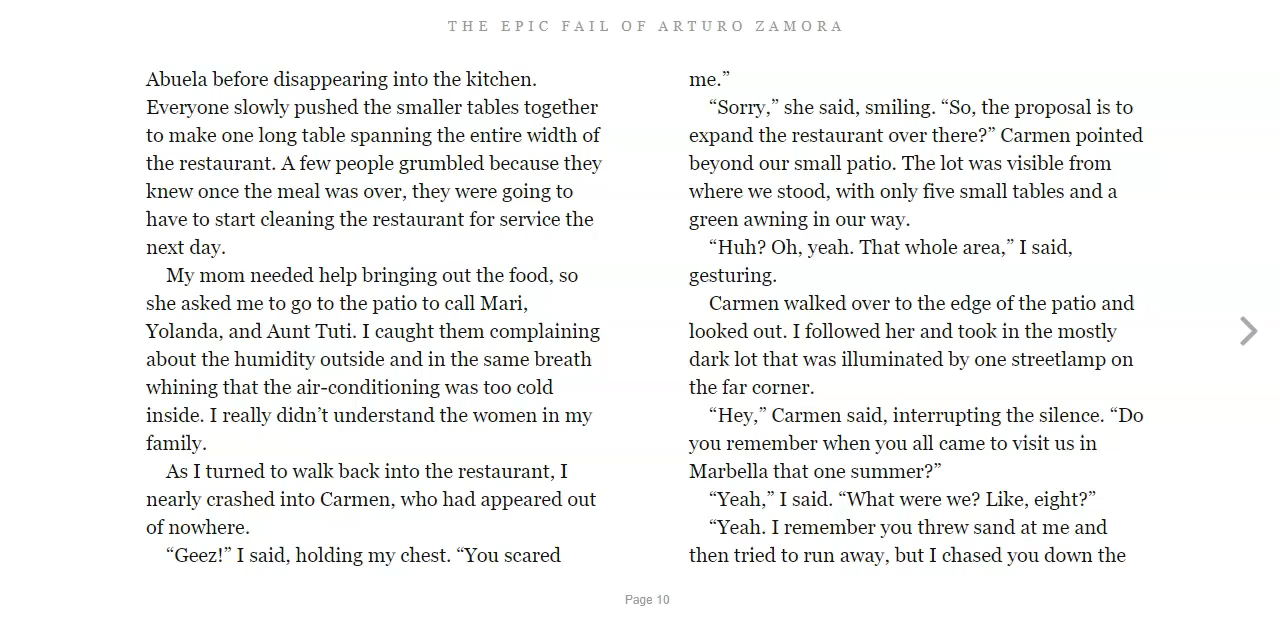 THE EPIC FAIL OF ARTURO ZAMORA
Abuela before disappearing into the kitchen.
Everyone slowly pushed the smaller tables together
to make one long table spanning the entire width of
the restaurant. A few people grumbled because they
knew once the meal was over, they were going to
have to start cleaning the restaurant for service the
next day.
My mom needed help bringing out the food, so
she asked me to go to the patio to call Mari,
Yolanda, and Aunt Tuti. I caught them complaining
about the humidity outside and in the same breath
whining that the air-conditioning was too cold
inside. I really didn’t understand the women in my
family.
As I turned to walk back into the restaurant, I
nearly crashed into Carmen, who had appeared out
of nowhere.
“Geez!” I said, holding my chest. “You scared
me.”
“Sorry,” she said, smiling. “So, the proposal is to
expand the restaurant over there?” Carmen pointed
beyond our small patio. The lot was visible from
where we stood, with only five small tables and a
green awning in our way.
“Huh? Oh, yeah. That whole area,” I said,
gesturing.
Carmen walked over to the edge of the patio and
looked out. I followed her and took in the mostly
dark lot that was illuminated by one streetlamp on
the far corner.
“Hey,” Carmen said, interrupting the silence. “Do
you remember when you all came to visit us in
Marbella that one summer?”
“Yeah,” I said. “What were we? Like, eight?”
“Yeah. I remember you threw sand at me and
then tried to run away, but I chased you down the
Page 10